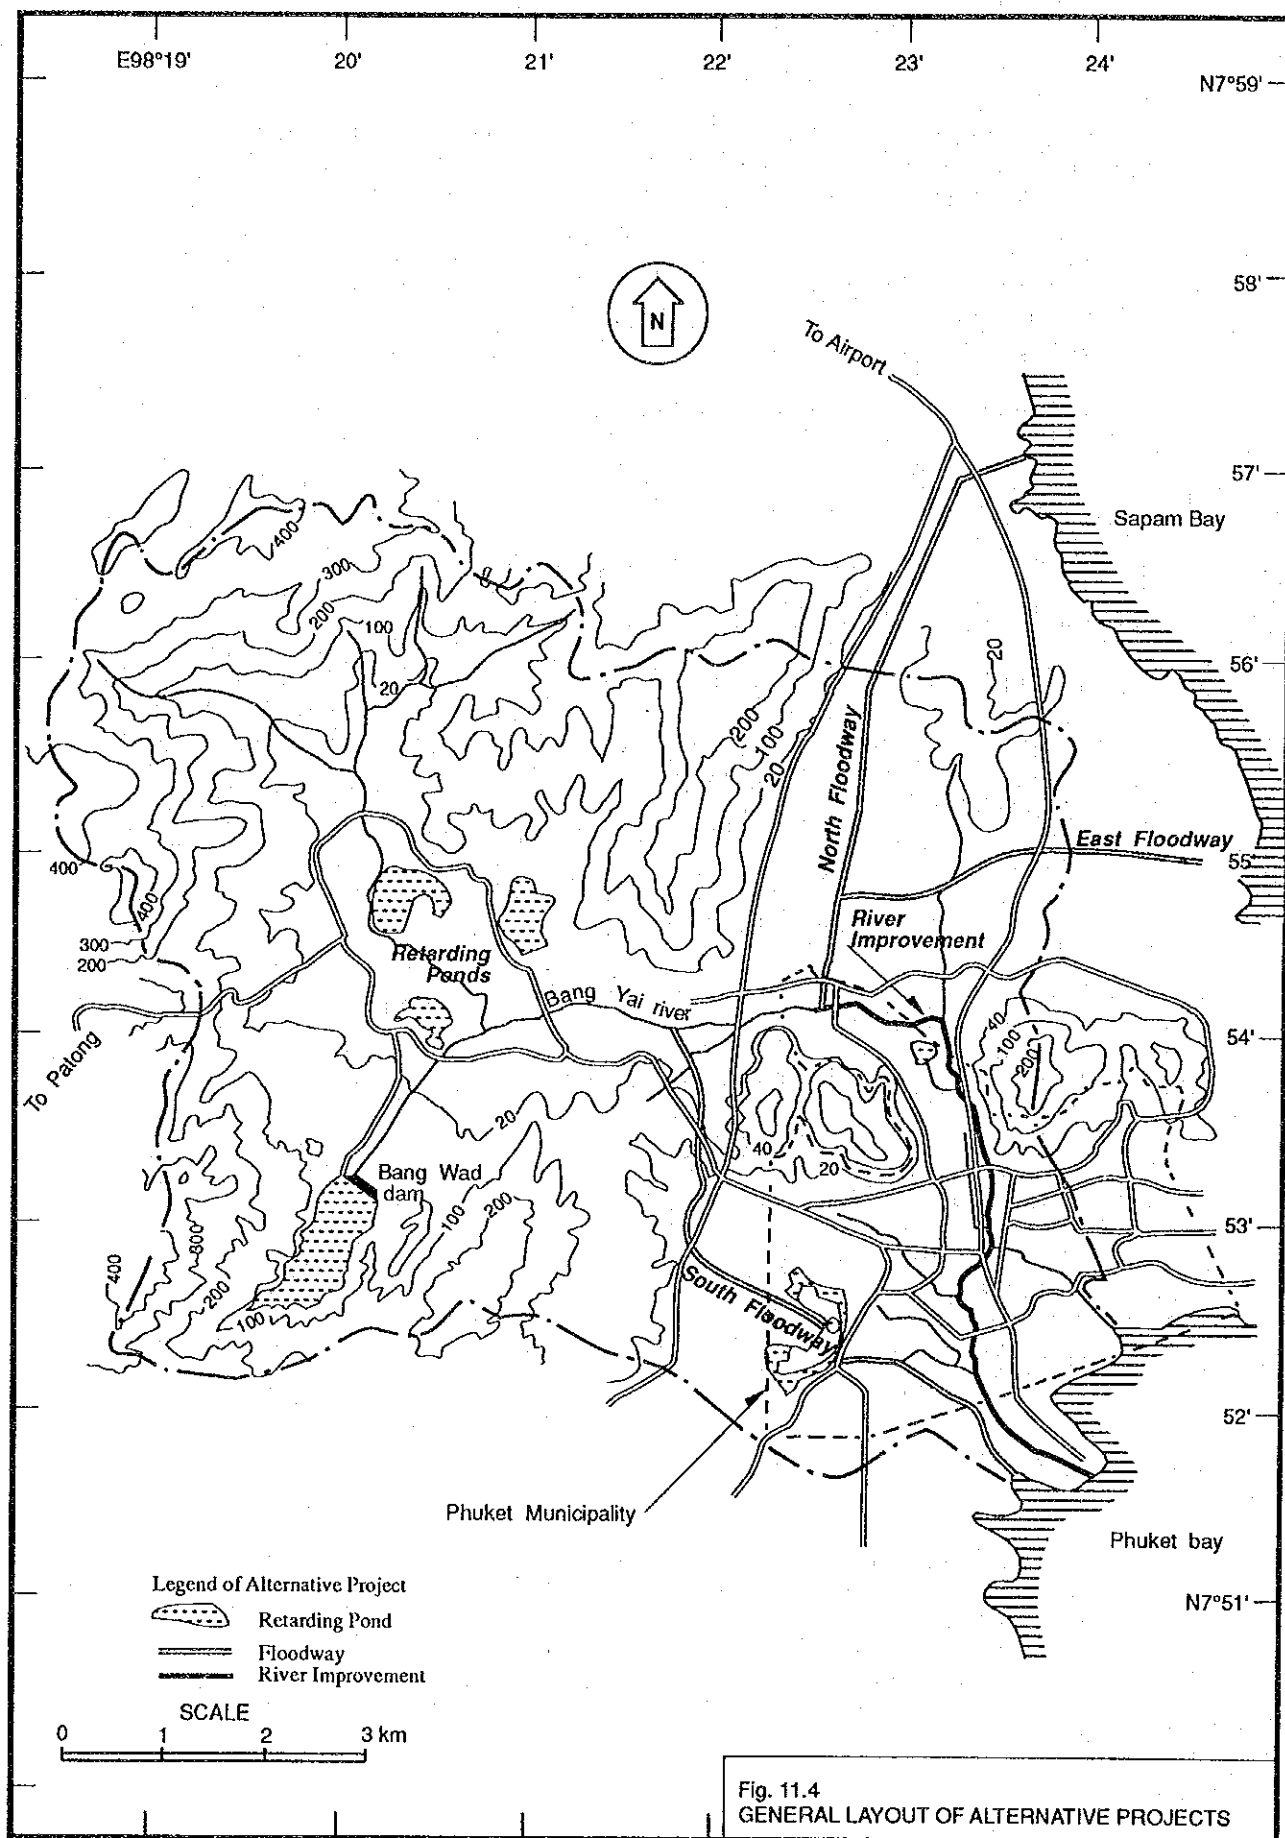 E98°19' 20' 21' 22' 23' 24'
N7°59'
58'
N
To Airport
57'
Sapam Bay
400
300
200
100
20
20
56'
200
100
20
North Floodway
East Floodway
55'
400
400
300
200
River
Improvement
Retarding
Ponds
Bang Yai river
54'
To Patong
40
100
200
20
40
20
Bang Wad
dam
100
200
53'
300
400
200
100
South Floodway
52'
Phuket Municipality
Phuket bay
N7°51'
Legend of Alternative Project
Retarding Pond
Floodway
River Improvement
SCALE
0 1 2 3 km
Fig. 11.4
GENERAL LAYOUT OF ALTERNATIVE PROJECTS